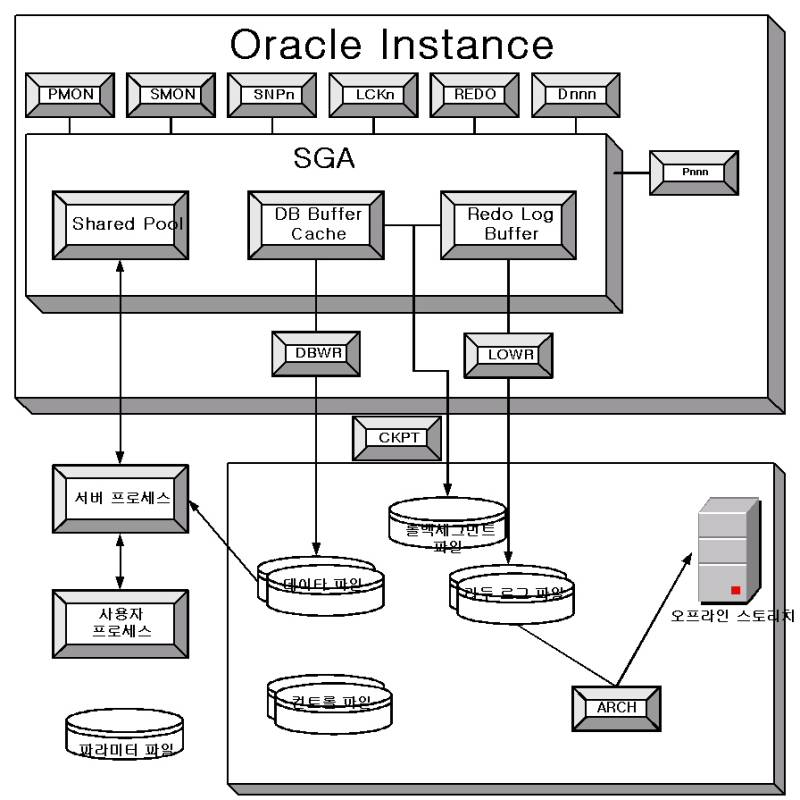 Oracle Instance
PMON
SMON
SNPn
LCKn
REDO
Dnnn
SGA
Pnnn
Shared Pool
DB Buffer
Cache
Redo Log
Buffer
DBWR
LOWR
CKPT
서버 프로세스
롤백세그먼트
파일
데이타 파일
리두 로그 파일
사용자
프로세스
오프라인 스토리치
컨트롤 파일
ARCH
파라미터 파일